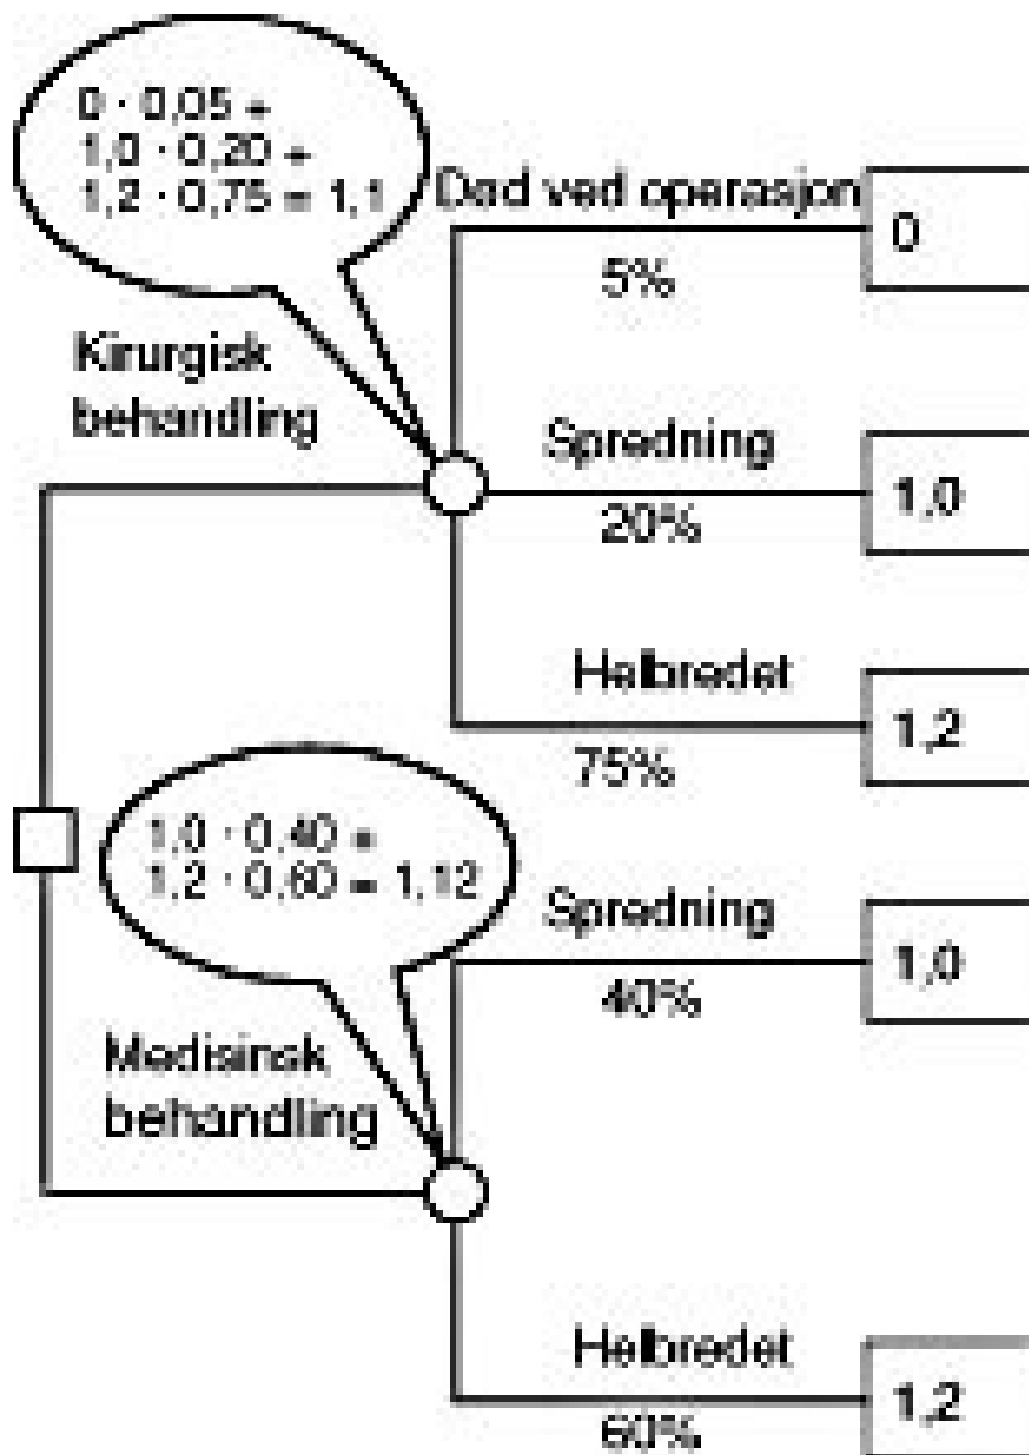 0 · 0,05 +
1,0 · 0,20 +
1,2 · 0,75 = 1,1
Død ved operasjon
0
5%
Kirurgisk
behandling
Spredning
1,0
20%
Helbredet
1,2
75%
1,0 · 0,40 +
1,2 · 0,60 = 1,12
Spredning
1,0
40%
Medisinsk
behandling
Helbredet
1,2
60%